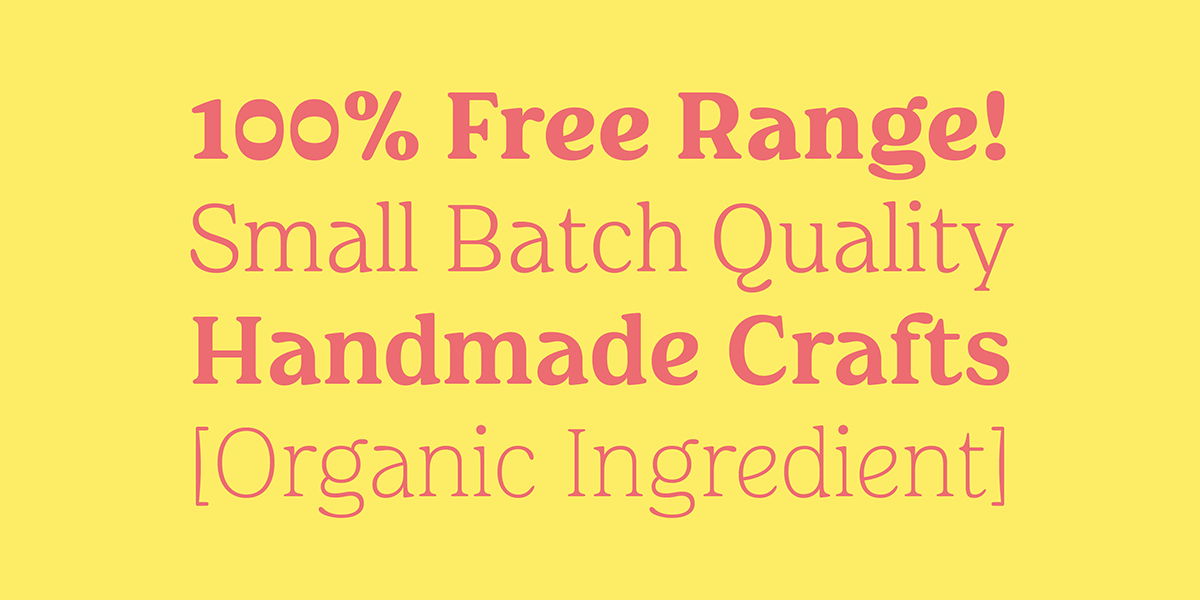 100% Free Range!
Small Batch Quality
Handmade Crafts
[Organic Ingredient]